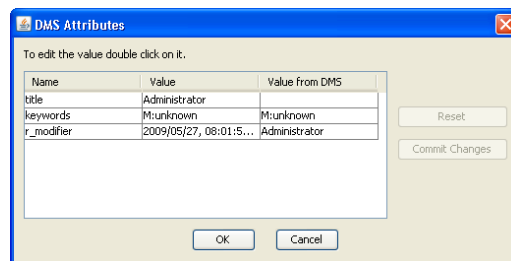 DMS Attributes
To edit the value double click on it.
Name Value Value from DMS
title Administrator
keywords M:unknown M:unknown
r_modifier 2009/05/27, 08:01:5... Administrator
Reset
Commit Changes
OK Cancel